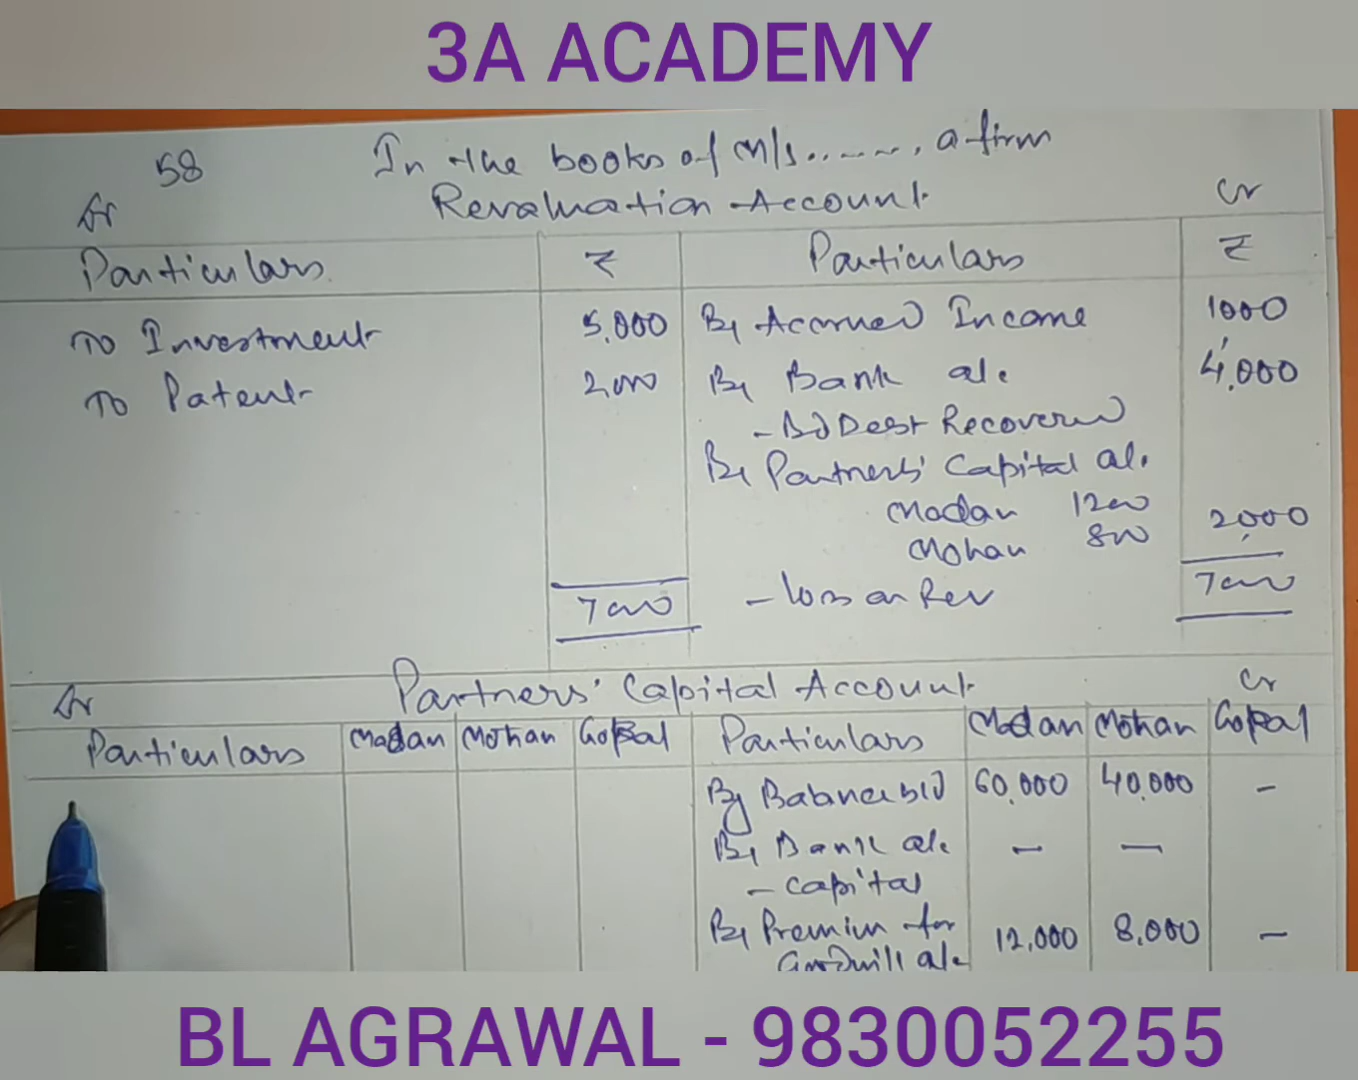 3A ACADEMY
58 In the books of M/s........, a firm
Dr Revaluation Account Cr
Particulars ₹ Particulars ₹
To Investment 5,000 By Accrued Income 1000
To Patent 2000 By Bank a/c 4,000
- Bd Debt Recovered
By Partners' Capital a/c
Madan 1200
Mohan 800 2000
7000 - loss on Rev 7000
Dr Partners' Capital Account Cr
Particulars Madan Mohan Gopal Particulars Madan Mohan Gopal
By Balance b/d 60,000 40,000 -
By Bank a/c - -
- Capital
By Premium for 12,000 8,000 -
Goodwill a/c
BL AGRAWAL - 9830052255